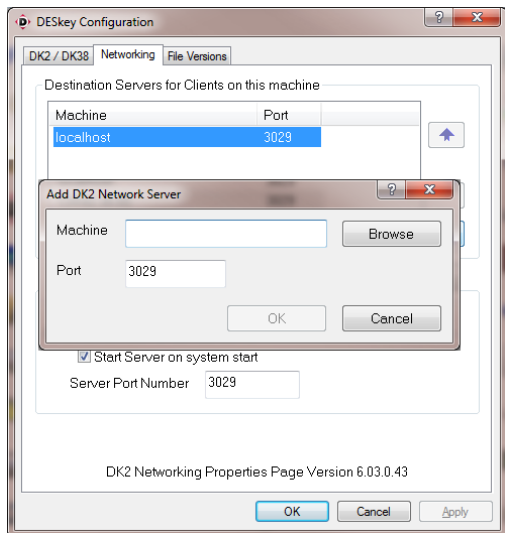 DESkey Configuration
DK2 / DK38 Networking File Versions
Destination Servers for Clients on this machine
Machine Port
localhost 3029
Add DK2 Network Server
Machine Browse
Port 3029
OK Cancel
Start Server on system start
Server Port Number 3029
DK2 Networking Properties Page Version 6.03.0.43
OK Cancel Apply